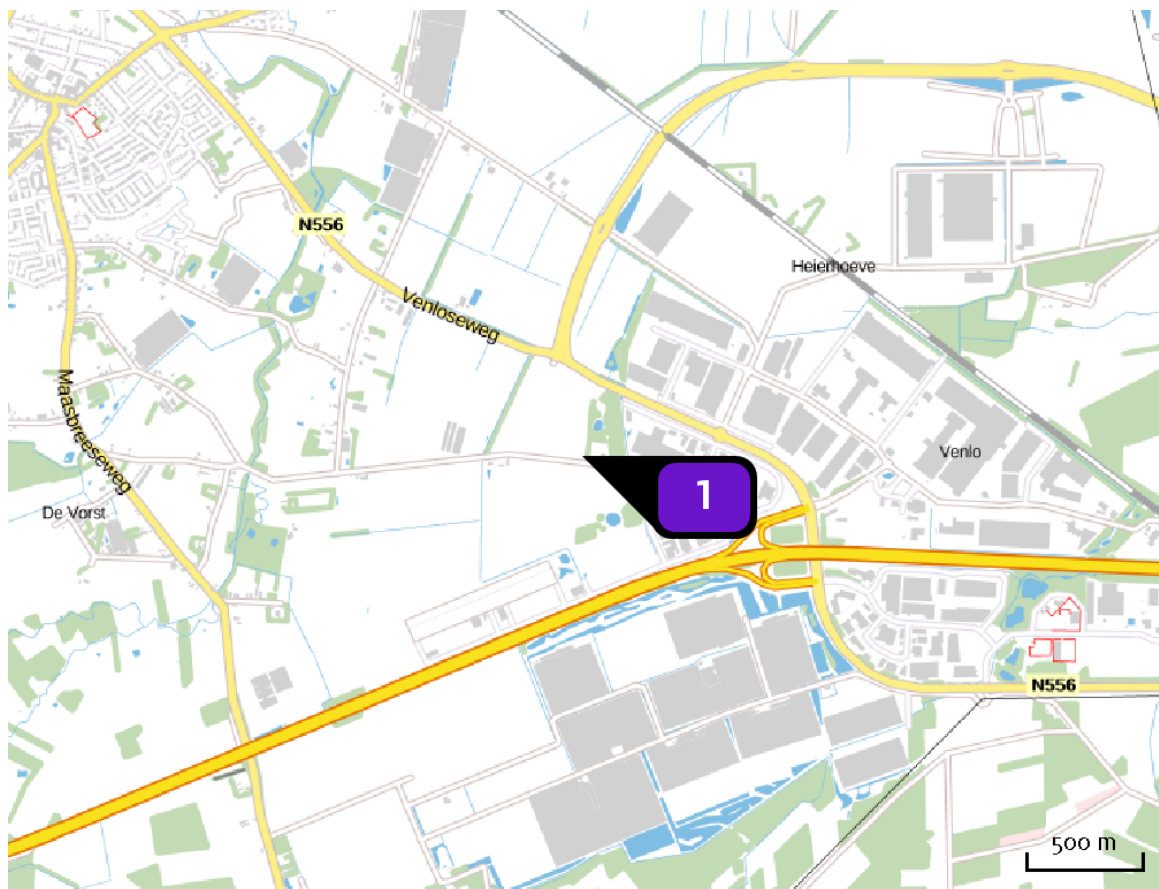 N556
Heierhoeve
Venloseweg
Maasbreeseweg
Venlo
1
De Vorst
N556
500 m